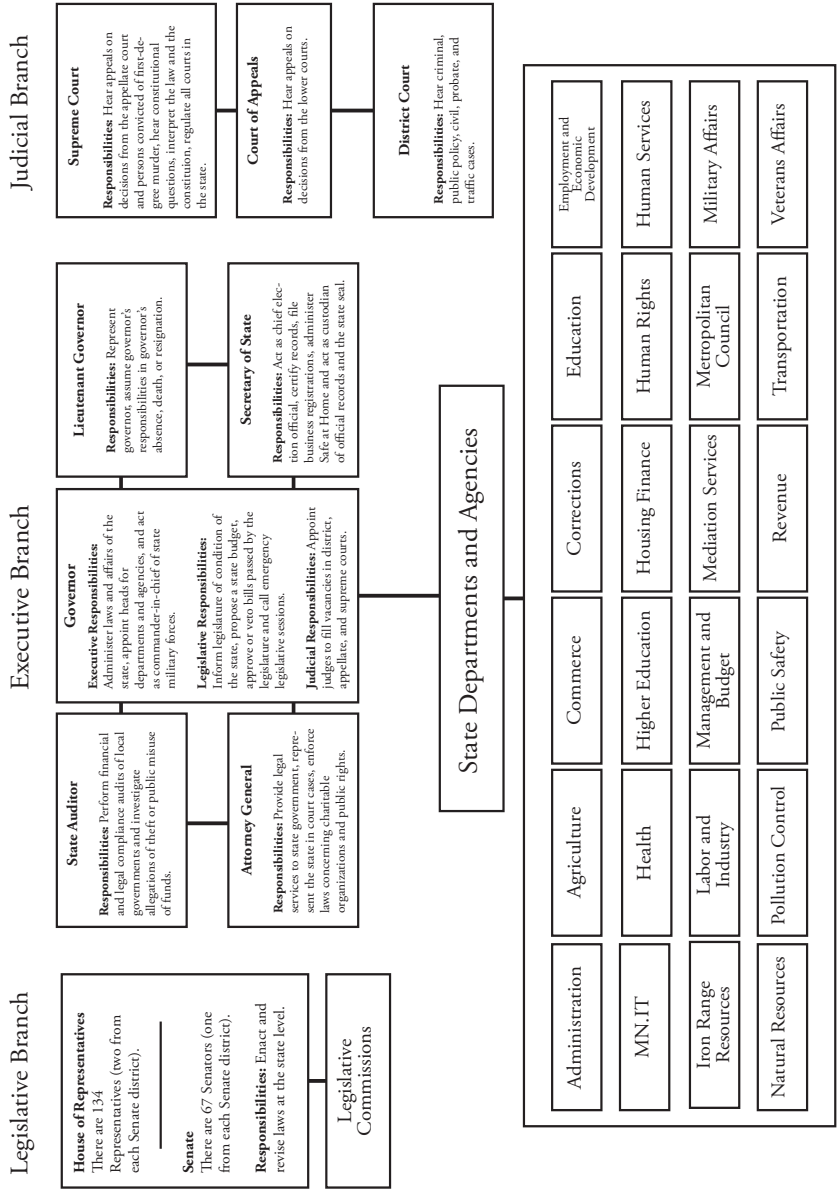 Legislative Branch
House of Representatives
There are 134
Representatives (two from
each Senate district).
Senate
There are 67 Senators (one
from each Senate district).
Responsibilities: Enact and
revise laws at the state level.
Legislative
Commissions
Executive Branch
State Auditor
Responsibilities: Perform financial
and legal compliance audits of local
governments and investigate
allegations of theft or public misuse
of funds.
Attorney General
Responsibilities: Provide legal
services to state government, repre-
sent the state in court cases, enforce
laws concerning charitable
organizations and public rights.
Governor
Executive Responsibilities:
Administer laws and affairs of the
state, appoint heads for
departments and agencies, and act
as commander-in-chief of state
military forces.
Legislative Responsibilities:
Inform legislature of condition of
the state, propose a state budget,
approve or veto bills passed by the
legislature and call emergency
legislative sessions.
Judicial Responsibilities: Appoint
judges to fill vacancies in district,
appellate, and supreme courts.
Lieutenant Governor
Responsibilities: Represent
governor, assume governor's
responsibilities in governor's
absence, death, or resignation.
Secretary of State
Responsibilities: Act as chief elec-
tion official, certify records, file
business registrations, administer
Safe at Home and act as custodian
of official records and the state seal.
Judicial Branch
Supreme Court
Responsibilities: Hear appeals on
decisions from the appellate court
and persons convicted of first-de-
gree murder, hear constitutional
questions, interpret the law and the
constituion, regulate all courts in
the state.
Court of Appeals
Responsibilities: Hear appeals on
decisions from the lower courts.
District Court
Responsibilities: Hear criminal,
public policy, civil, probate, and
traffic cases.
State Departments and Agencies
Administration
Agriculture
Commerce
Corrections
Education
Employment and
Economic
Development
MN.IT
Health
Higher Education
Housing Finance
Human Rights
Human Services
Iron Range
Resources
Labor and
Industry
Management and
Budget
Mediation Services
Metropolitan
Council
Military Affairs
Natural Resources
Pollution Control
Public Safety
Revenue
Transportation
Veterans Affairs